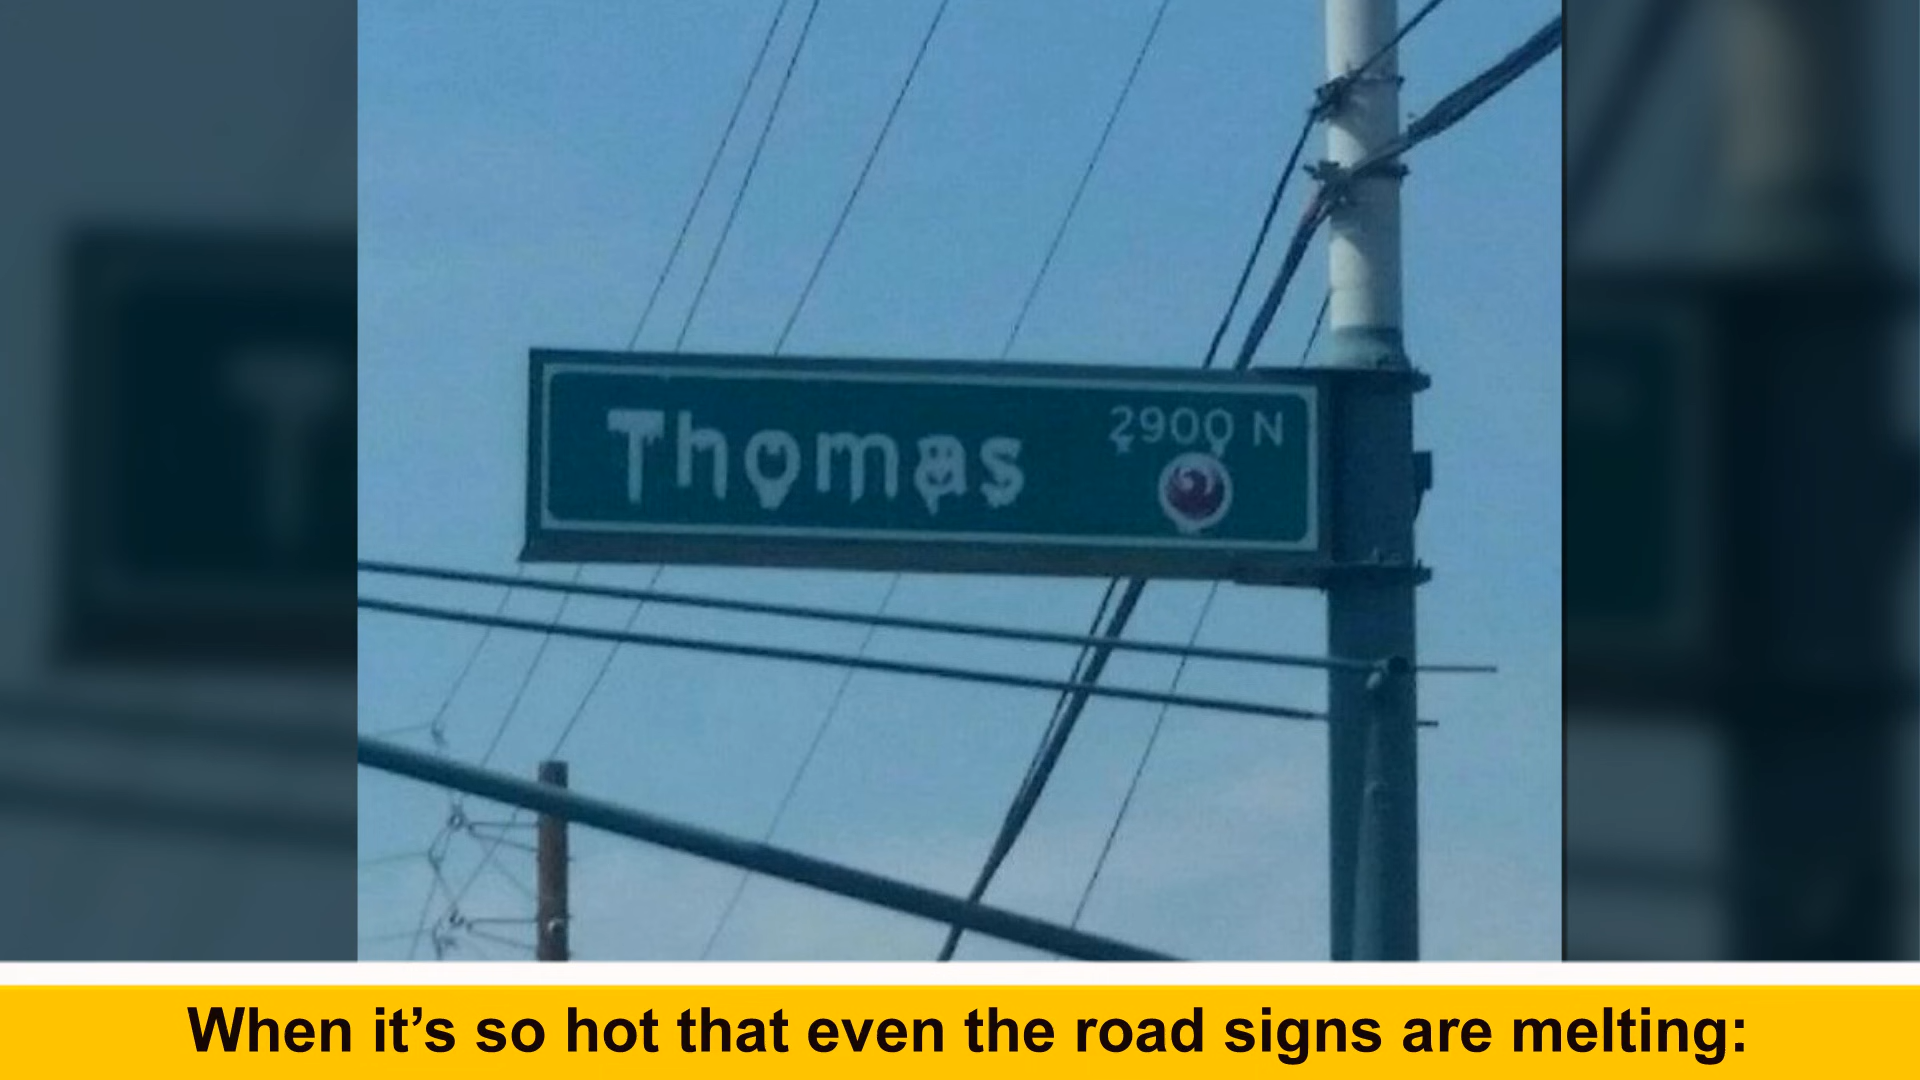 Thomas
2900 N
When it’s so hot that even the road signs are melting: